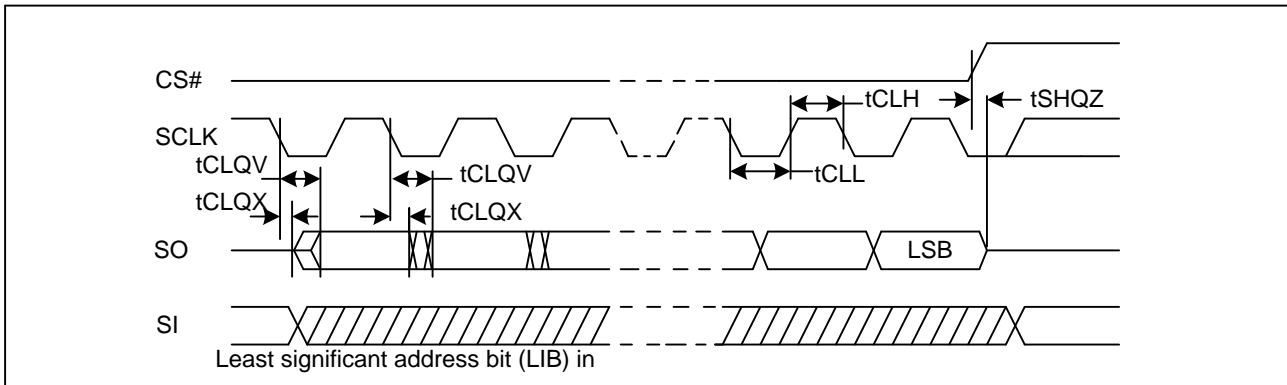 CS#
tCLH
tSHQZ
SCLK
tCLQV
tCLQV
tCLL
tCLQX
tCLQX
SO
LSB
SI
Least significant address bit (LIB) in